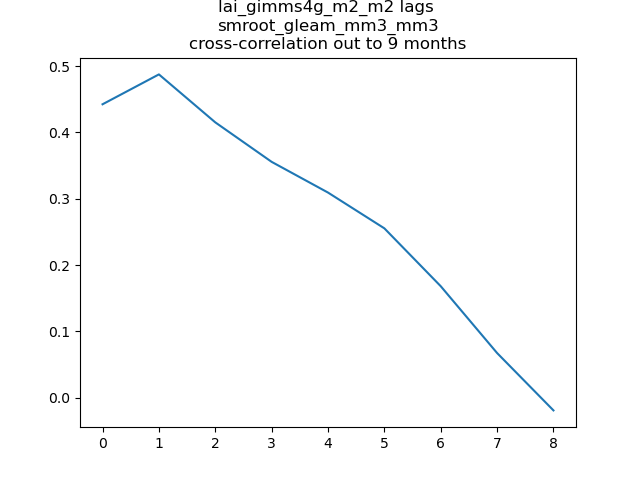 lai_gimms4g_m2_m2 lags
smroot_gleam_mm3_mm3
cross-correlation out to 9 months
0.5
0.4
0.3
0.2
0.1
0.0
0 1 2 3 4 5 6 7 8